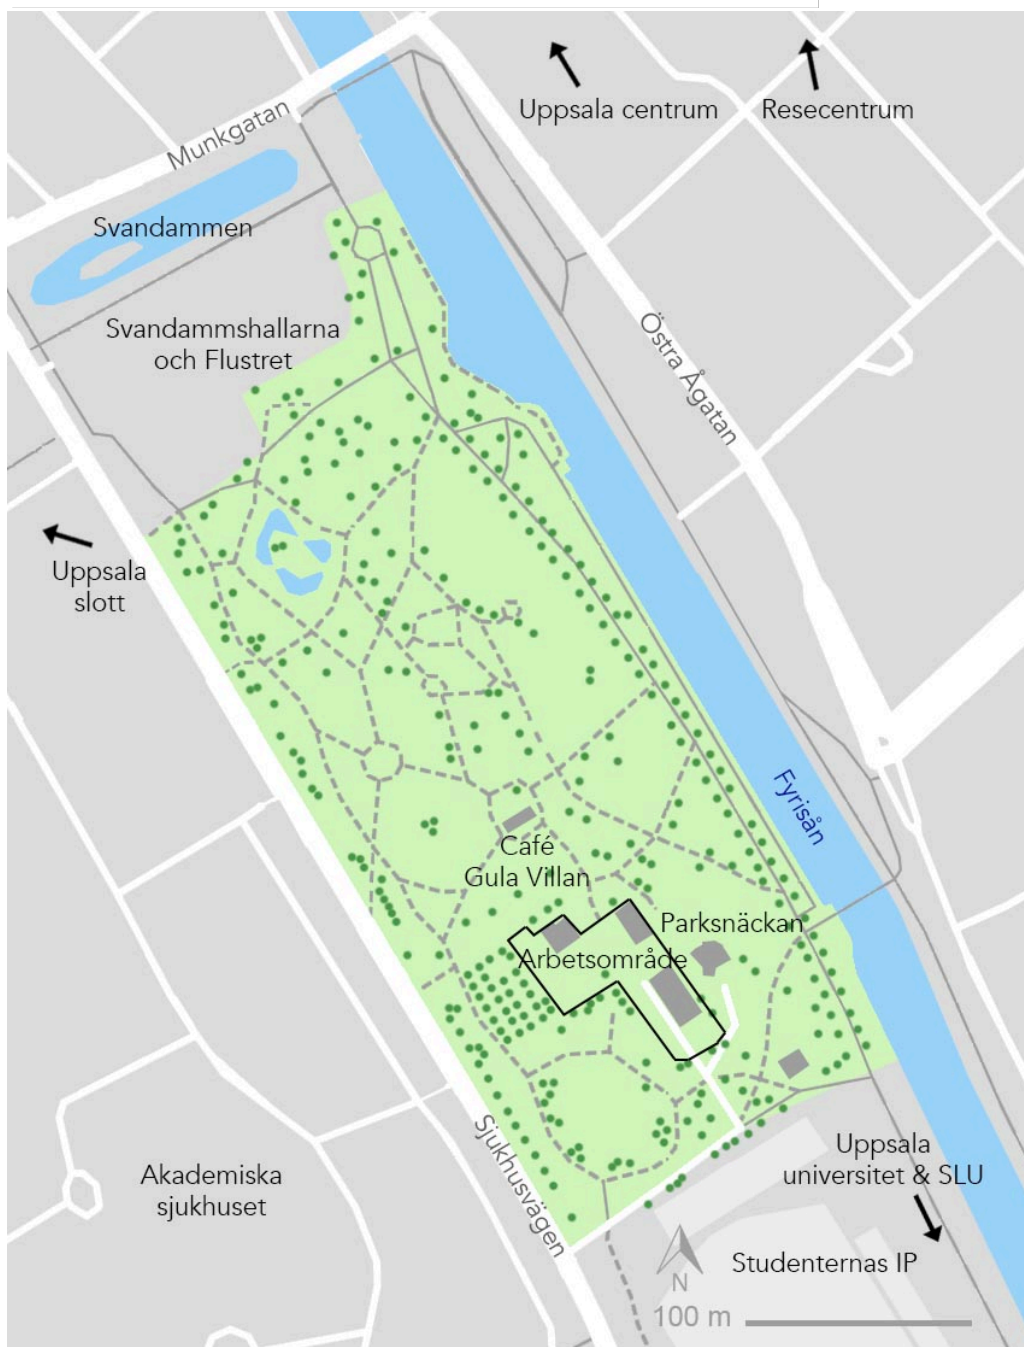 Uppsala centrum
Resecentrum
Munkgatan
Svandammen
Svandammshallarna
och Flustret
Östra Ågatan
Uppsala
slott
Fyrisån
Café
Gula Villan
Parksnäckan
Arbetsområde
Sjukhusvägen
Akademiska
sjukhuset
Uppsala
universitet & SLU
Studenternas IP
N
100 m